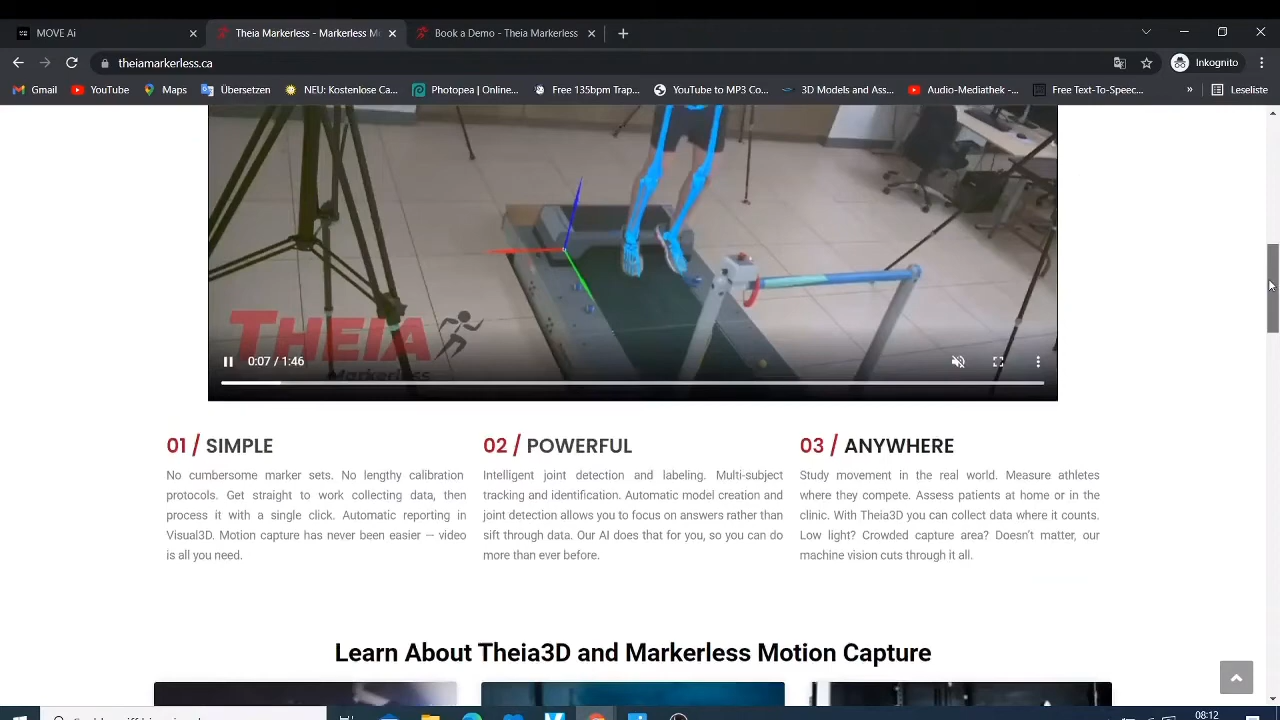 MOVE Ai
Theia Markerless - Markerless M
Book a Demo - Theia Markerless
theiamarkerless.ca
Inkognito
Gmail
YouTube
Maps
Übersetzen
NEU: Kostenlose Ca...
Photopea | Online...
Free 135bpm Trap...
YouTube to MP3 Co...
3D Models and Ass...
Audio-Mediathek -...
Free Text-To-Speec...
»
Leseliste
THEIA
Markerless
0:07 / 1:46
01 / SIMPLE
No cumbersome marker sets. No lengthy calibration
protocols. Get straight to work collecting data, then
process it with a single click. Automatic reporting in
Visual3D. Motion capture has never been easier — video
is all you need.
02 / POWERFUL
Intelligent joint detection and labeling. Multi-subject
tracking and identification. Automatic model creation and
joint detection allows you to focus on answers rather than
sift through data. Our AI does that for you, so you can do
more than ever before.
03 / ANYWHERE
Study movement in the real world. Measure athletes
where they compete. Assess patients at home or in the
clinic. With Theia3D you can collect data where it counts.
Low light? Crowded capture area? Doesn't matter, our
machine vision cuts through it all.
Learn About Theia3D and Markerless Motion Capture
08:12